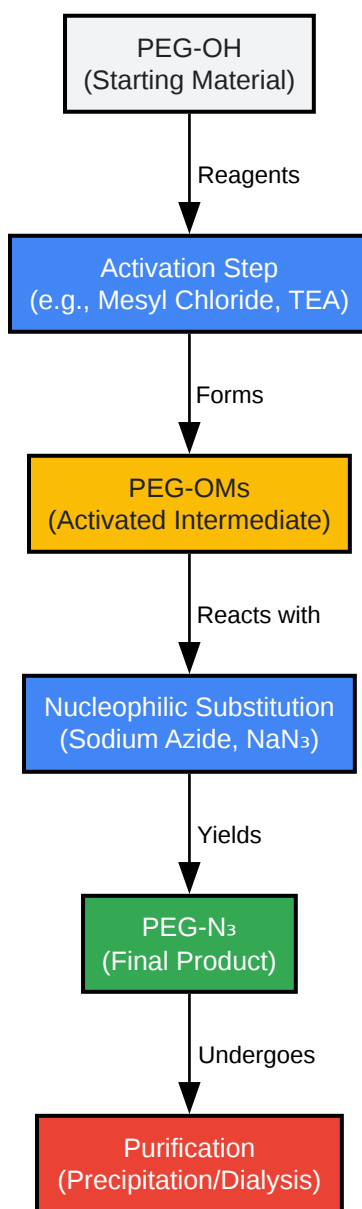 PEG-OH
(Starting Material)
Reagents
Activation Step
(e.g., Mesyl Chloride, TEA)
Forms
PEG-OMs
(Activated Intermediate)
Reacts with
Nucleophilic Substitution
(Sodium Azide, NaN₃)
Yields
PEG-N₃
(Final Product)
Undergoes
Purification
(Precipitation/Dialysis)